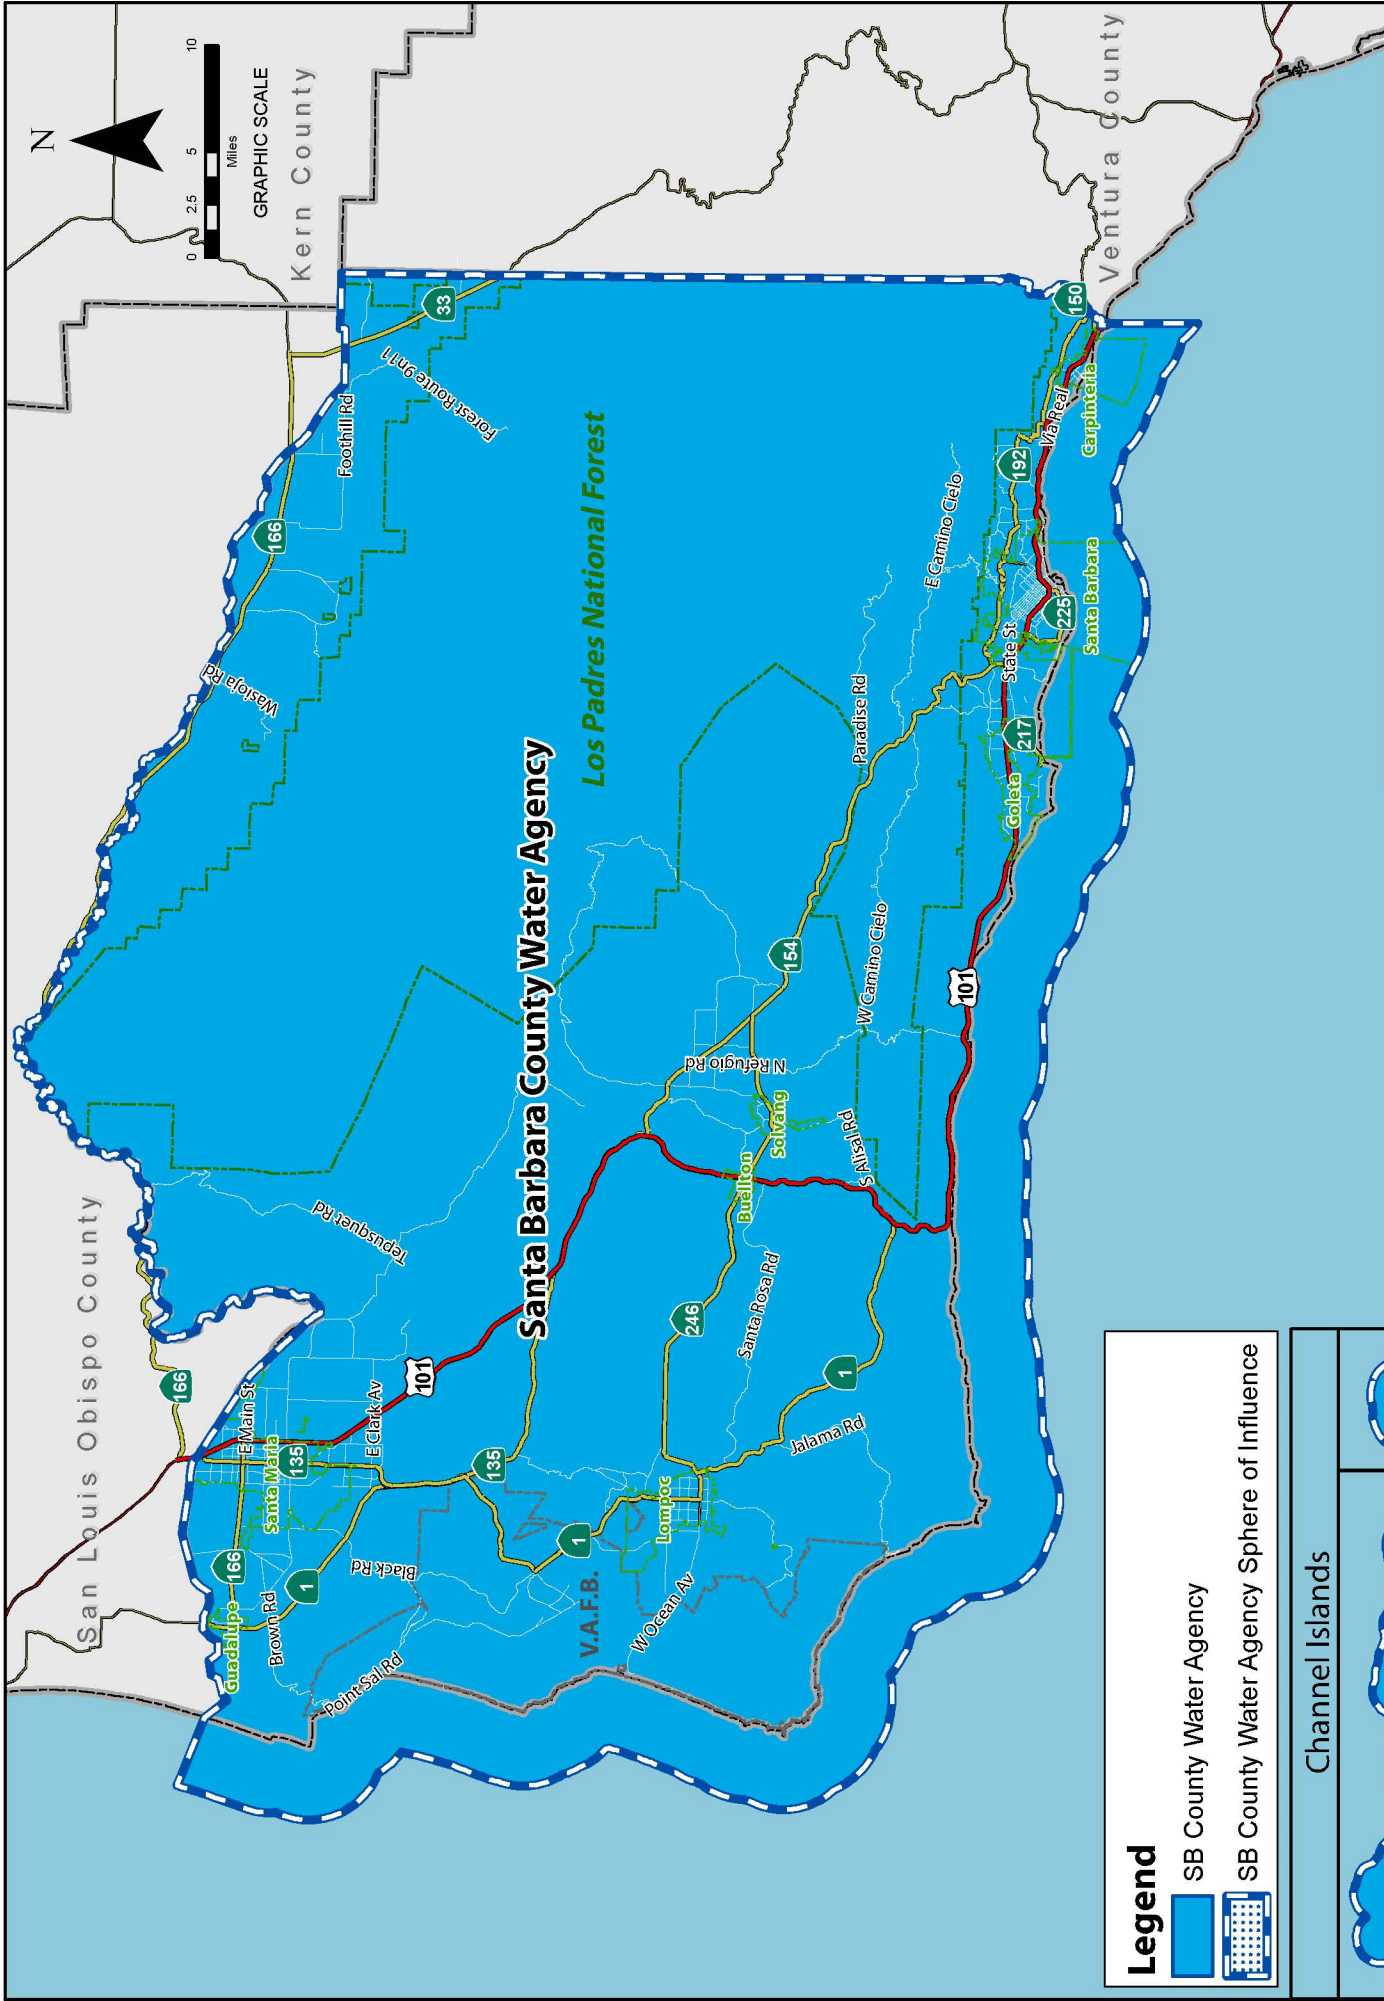 N
0 2.5 5 10
Miles
GRAPHIC SCALE
San Louis Obispo County
Kern County
Ventura County
166
166
33
Foothill Rd
Forest Route 9n11
166
Wasioja Rd
Tepusquet Rd
Los Padres National Forest
Santa Barbara County Water Agency
Guadalupe
166
E Main St
Santa Maria
135
E Clark Av
101
Brown Rd
1
Black Rd
Point Sal Rd
135
1
V.A.F.B.
Lompoc
W Ocean Av
246
Santa Rosa Rd
1
Jalama Rd
Buellton
Solvang
N Refugio Rd
S Alisal Rd
154
W Camino Cielo
Paradise Rd
E Camino Cielo
101
Goleta
217
State St
225
Santa Barbara
192
Via Real
Carpinteria
150
Legend
SB County Water Agency
SB County Water Agency Sphere of Influence
Channel Islands